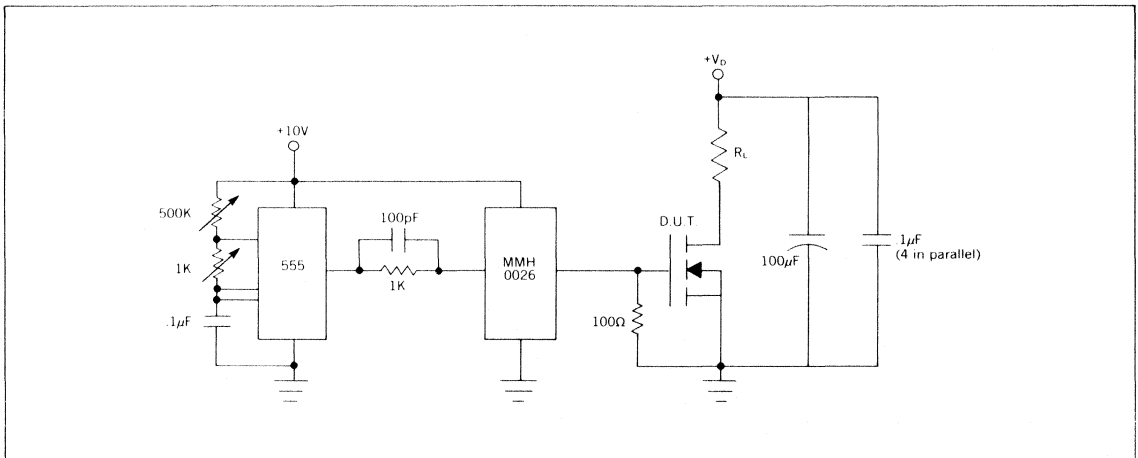 +10V
500K
1K
.1μF
555
100pF
1K
MMH
0026
100Ω
D.U.T.
+V_D
R_L
100μF
.1μF
(4 in parallel)